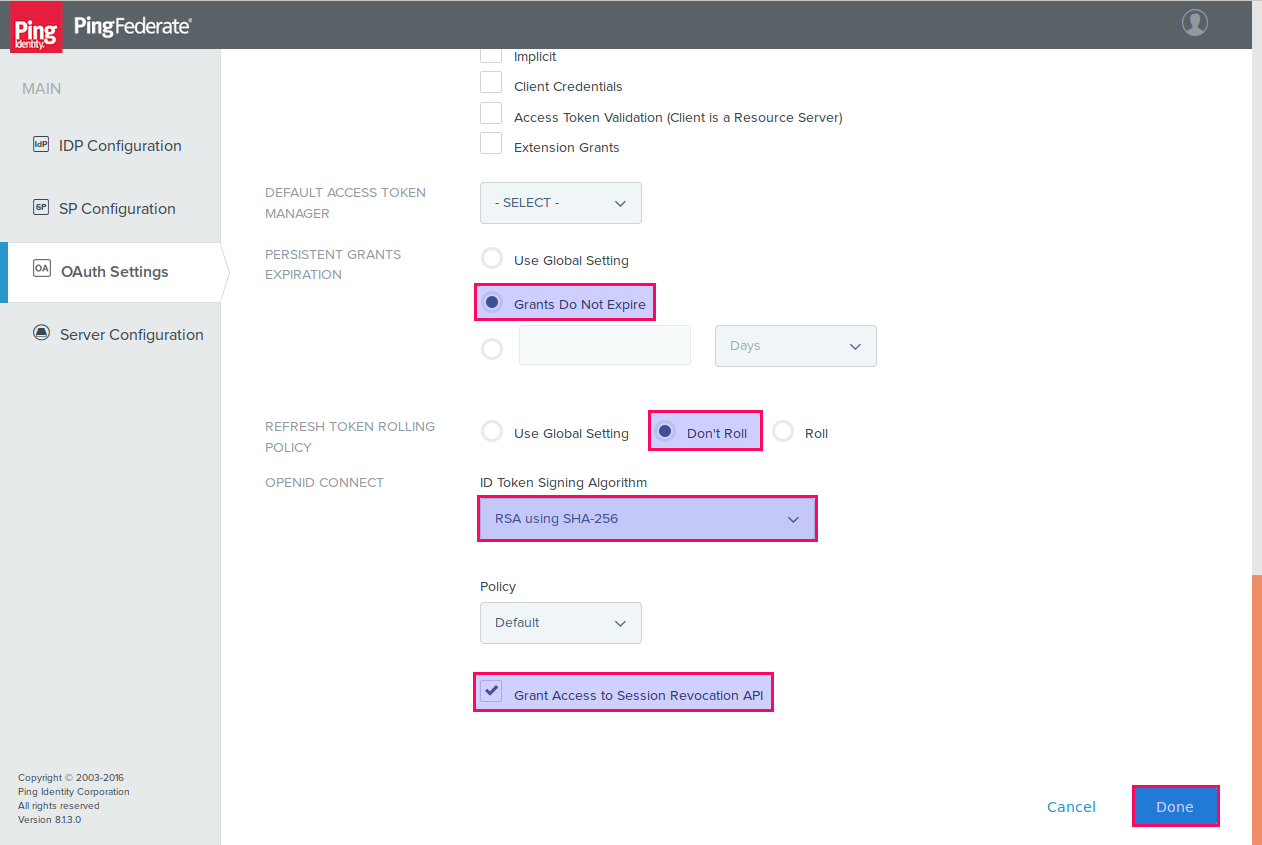 Ping
Identity.
PingFederate®
MAIN
IDP IDP Configuration
SP SP Configuration
OA OAuth Settings
Server Configuration
Copyright © 2003-2016
Ping Identity Corporation
All rights reserved
Version 8.1.3.0
Implicit
Client Credentials
Access Token Validation (Client is a Resource Server)
Extension Grants
DEFAULT ACCESS TOKEN
MANAGER
- SELECT -
PERSISTENT GRANTS
EXPIRATION
Use Global Setting
Grants Do Not Expire
Days
REFRESH TOKEN ROLLING
POLICY
Use Global Setting Don't Roll Roll
OPENID CONNECT
ID Token Signing Algorithm
RSA using SHA-256
Policy
Default
Grant Access to Session Revocation API
Cancel Done